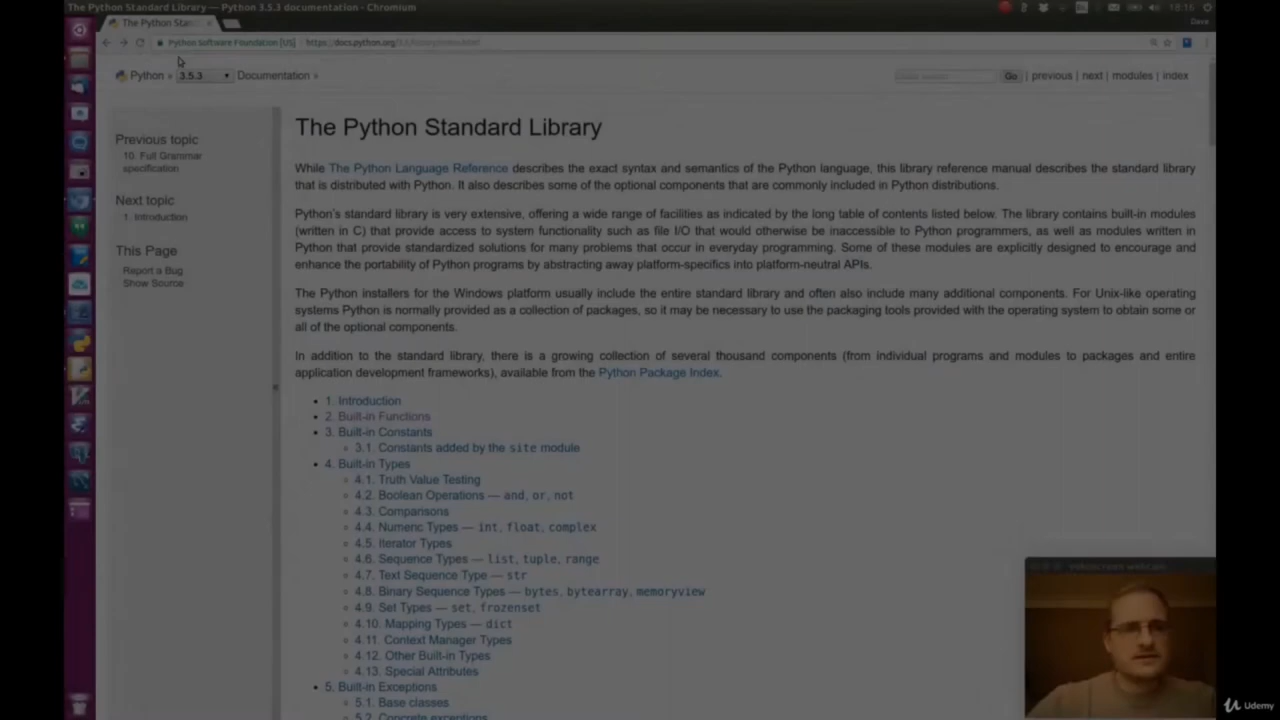 The Python Standard Library — Python 3.5.3 documentation - Chromium
18:16
The Python Stand
Dave
Python Software Foundation [US]
Python »
3.5.3
Documentation »
Go
| previous | next | modules | index
Previous topic
10. Full Grammar
specification
Next topic
1. Introduction
This Page
Report a Bug
Show Source
The Python Standard Library
While The Python Language Reference describes the exact syntax and semantics of the Python language, this library reference manual describes the standard library
that is distributed with Python. It also describes some of the optional components that are commonly included in Python distributions.
Python's standard library is very extensive, offering a wide range of facilities as indicated by the long table of contents listed below. The library contains built-in modules
(written in C) that provide access to system functionality such as file I/O that would otherwise be inaccessible to Python programmers, as well as modules written in
Python that provide standardized solutions for many problems that occur in everyday programming. Some of these modules are explicitly designed to encourage and
enhance the portability of Python programs by abstracting away platform-specifics into platform-neutral APIs.
The Python installers for the Windows platform usually include the entire standard library and often also include many additional components. For Unix-like operating
systems Python is normally provided as a collection of packages, so it may be necessary to use the packaging tools provided with the operating system to obtain some or
all of the optional components.
In addition to the standard library, there is a growing collection of several thousand components (from individual programs and modules to packages and entire
application development frameworks), available from the Python Package Index.
1. Introduction
2. Built-in Functions
3. Built-in Constants
3.1. Constants added by the site module
4. Built-in Types
4.1. Truth Value Testing
4.2. Boolean Operations — and, or, not
4.3. Comparisons
4.4. Numeric Types — int, float, complex
4.5. Iterator Types
4.6. Sequence Types — list, tuple, range
4.7. Text Sequence Type — str
4.8. Binary Sequence Types — bytes, bytearray, memoryview
4.9. Set Types — set, frozenset
4.10. Mapping Types — dict
4.11. Context Manager Types
4.12. Other Built-in Types
4.13. Special Attributes
5. Built-in Exceptions
5.1. Base classes
5.2. Concrete exceptions
Udemy